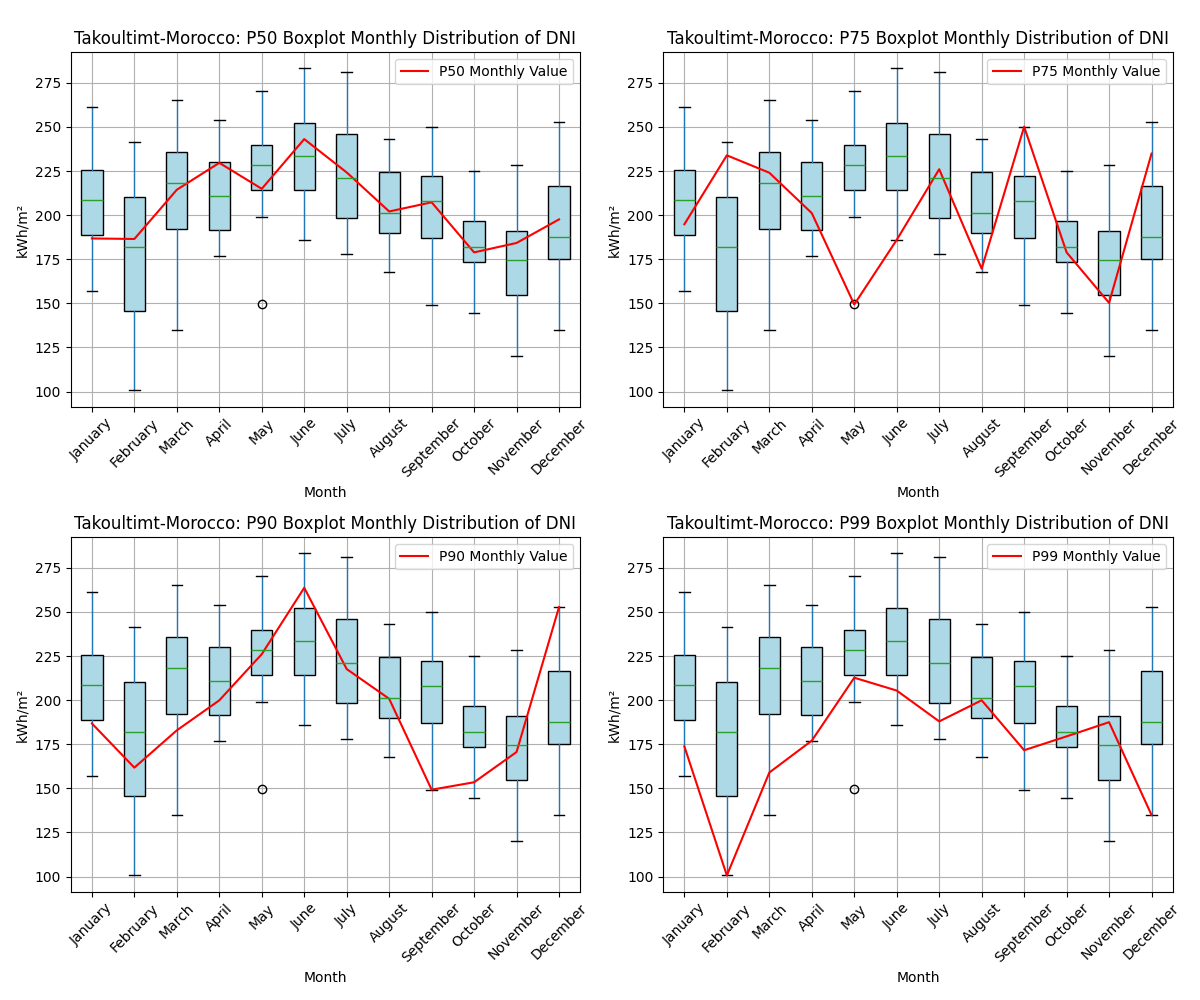 Takoultimt-Morocco: P50 Boxplot Monthly Distribution of DNI
P50 Monthly Value
275
250
225
200
175
150
125
100
kWh/m²
January
February
March
April
May
June
July
August
September
October
November
December
Month
Takoultimt-Morocco: P75 Boxplot Monthly Distribution of DNI
P75 Monthly Value
275
250
225
200
175
150
125
100
kWh/m²
January
February
March
April
May
June
July
August
September
October
November
December
Month
Takoultimt-Morocco: P90 Boxplot Monthly Distribution of DNI
P90 Monthly Value
275
250
225
200
175
150
125
100
kWh/m²
January
February
March
April
May
June
July
August
September
October
November
December
Month
Takoultimt-Morocco: P99 Boxplot Monthly Distribution of DNI
P99 Monthly Value
275
250
225
200
175
150
125
100
kWh/m²
January
February
March
April
May
June
July
August
September
October
November
December
Month